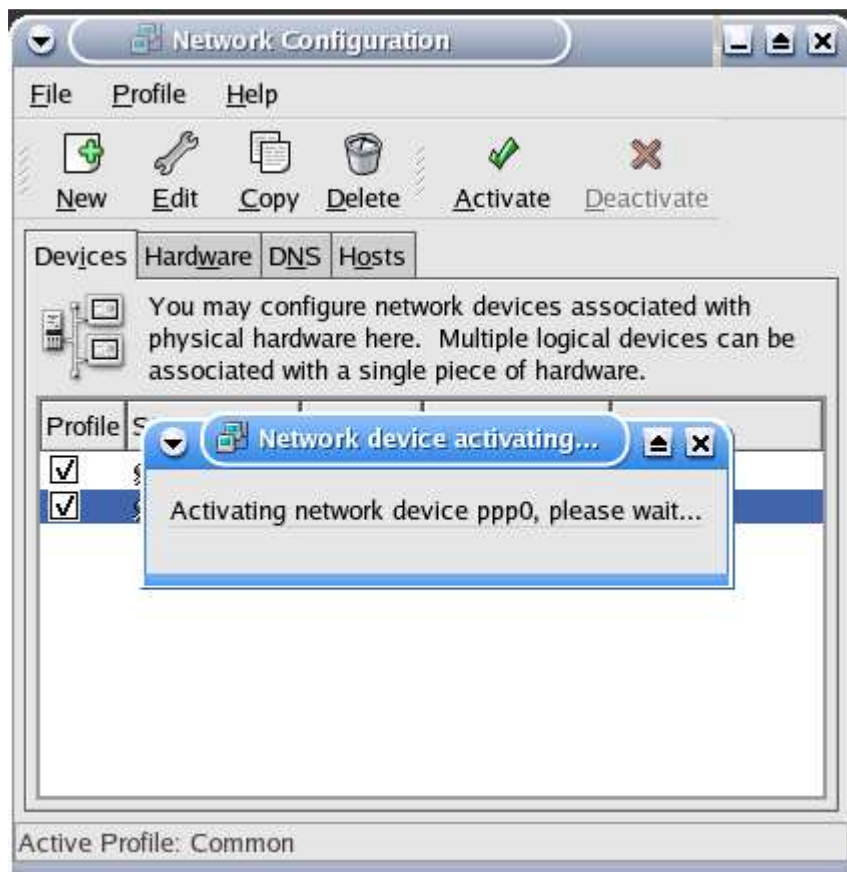 Network Configuration
File Profile Help
New Edit Copy Delete Activate Deactivate
Devices Hardware DNS Hosts
You may configure network devices associated with
physical hardware here. Multiple logical devices can be
associated with a single piece of hardware.
Profile
Network device activating...
Activating network device ppp0, please wait...
Active Profile: Common